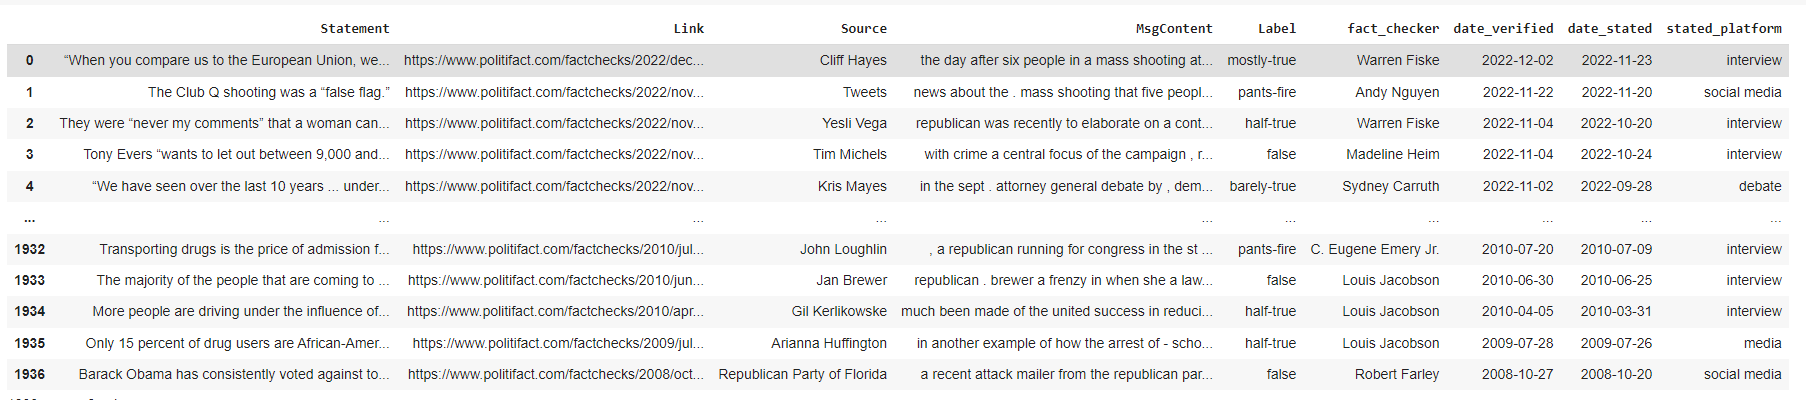 Statement Link Source MsgContent Label fact_checker date_verified date_stated stated_platform
0 “When you compare us to the European Union, we... https://www.politifact.com/factchecks/2022/dec... Cliff Hayes the day after six people in a mass shooting at... mostly-true Warren Fiske 2022-12-02 2022-11-23 interview
1 The Club Q shooting was a “false flag.” https://www.politifact.com/factchecks/2022/nov... Tweets news about the . mass shooting that five peopl... pants-fire Andy Nguyen 2022-11-22 2022-11-20 social media
2 They were “never my comments” that a woman can... https://www.politifact.com/factchecks/2022/nov... Yesli Vega republican was recently to elaborate on a cont... half-true Warren Fiske 2022-11-04 2022-10-20 interview
3 Tony Evers “wants to let out between 9,000 and... https://www.politifact.com/factchecks/2022/nov... Tim Michels with crime a central focus of the campaign , r... false Madeline Heim 2022-11-04 2022-10-24 interview
4 “We have seen over the last 10 years ... under... https://www.politifact.com/factchecks/2022/nov... Kris Mayes in the sept . attorney general debate by , dem... barely-true Sydney Carruth 2022-11-02 2022-09-28 debate
... ... ... ... ... ... ... ... ... ...
1932 Transporting drugs is the price of admission f... https://www.politifact.com/factchecks/2010/jul... John Loughlin , a republican running for congress in the st ... pants-fire C. Eugene Emery Jr. 2010-07-20 2010-07-09 interview
1933 The majority of the people that are coming to ... https://www.politifact.com/factchecks/2010/jun... Jan Brewer republican . brewer a frenzy in when she a law... false Louis Jacobson 2010-06-30 2010-06-25 interview
1934 More people are driving under the influence of... https://www.politifact.com/factchecks/2010/apr... Gil Kerlikowske much been made of the united success in reduci... half-true Louis Jacobson 2010-04-05 2010-03-31 interview
1935 Only 15 percent of drug users are African-Amer... https://www.politifact.com/factchecks/2009/jul... Arianna Huffington in another example of how the arrest of - scho... half-true Louis Jacobson 2009-07-28 2009-07-26 media
1936 Barack Obama has consistently voted against to... https://www.politifact.com/factchecks/2008/oct... Republican Party of Florida a recent attack mailer from the republican par... false Robert Farley 2008-10-27 2008-10-20 social media